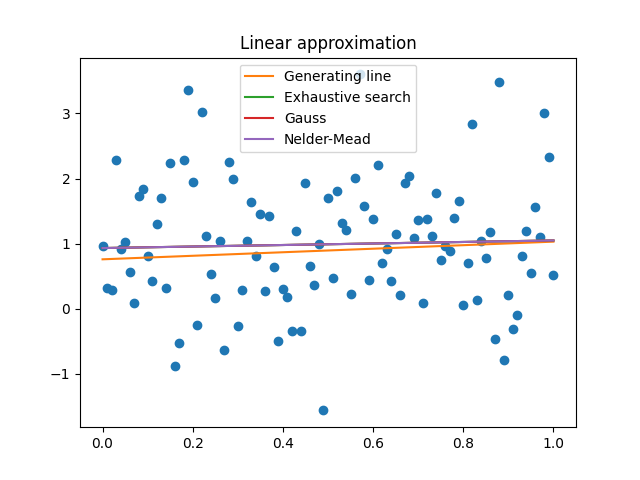 Linear approximation
Generating line
Exhaustive search
Gauss
Nelder-Mead
3
2
1
0
−1
0.0 0.2 0.4 0.6 0.8 1.0